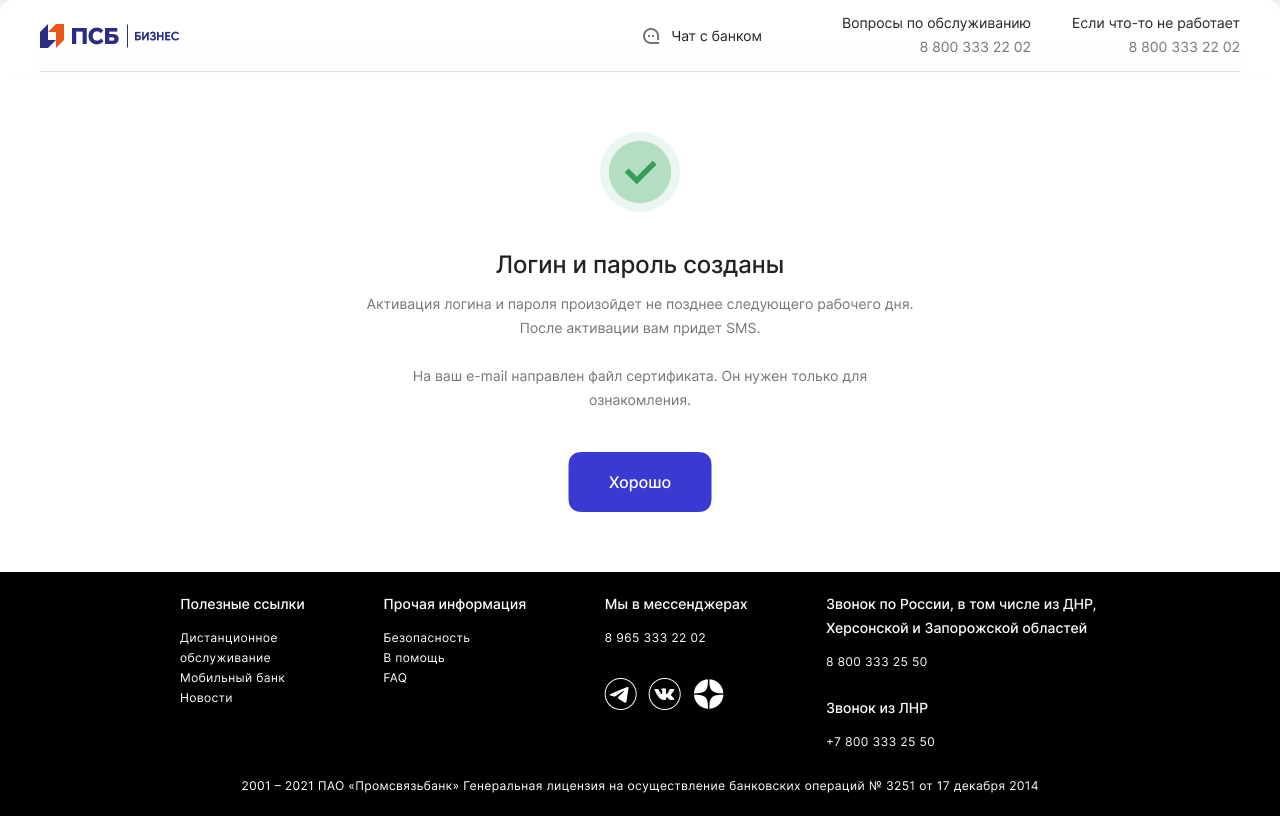 ПСБ БИЗНЕС
Чат с банком
Вопросы по обслуживанию
8 800 333 22 02
Если что-то не работает
8 800 333 22 02
Логин и пароль созданы
Активация логина и пароля произойдет не позднее следующего рабочего дня.
После активации вам придет SMS.
На ваш e-mail направлен файл сертификата. Он нужен только для
ознакомления.
Хорошо
Полезные ссылки
Дистанционное
обслуживание
Мобильный банк
Новости
Прочая информация
Безопасность
В помощь
FAQ
Мы в мессенджерах
8 965 333 22 02
Звонок по России, в том числе из ДНР,
Херсонской и Запорожской областей
8 800 333 25 50
Звонок из ЛНР
+7 800 333 25 50
2001 – 2021 ПАО «Промсвязьбанк» Генеральная лицензия на осуществление банковских операций № 3251 от 17 декабря 2014